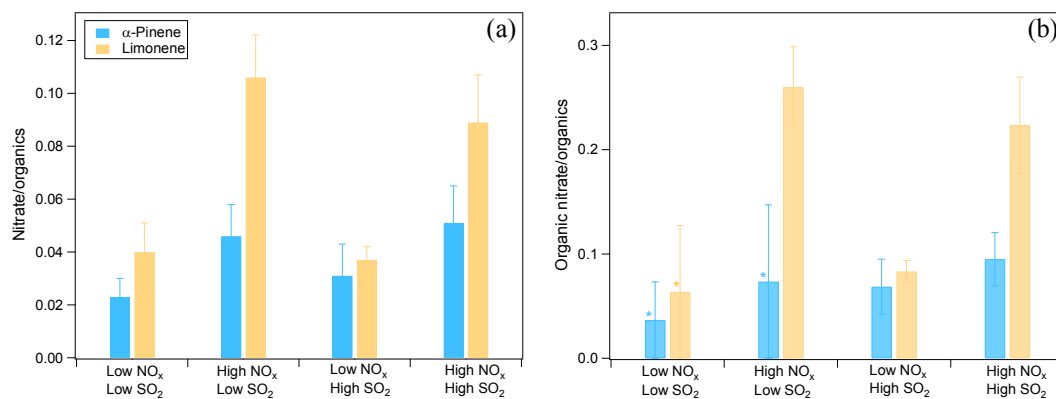 (a)
α-Pinene
Limonene
Nitrate/organics
0.12
0.10
0.08
0.06
0.04
0.02
0.00
Low NOx
Low SO2
High NOx
Low SO2
Low NOx
High SO2
High NOx
High SO2
(b)
Organic nitrate/organics
0.3
0.2
0.1
0.0
*
*
*
Low NOx
Low SO2
High NOx
Low SO2
Low NOx
High SO2
High NOx
High SO2